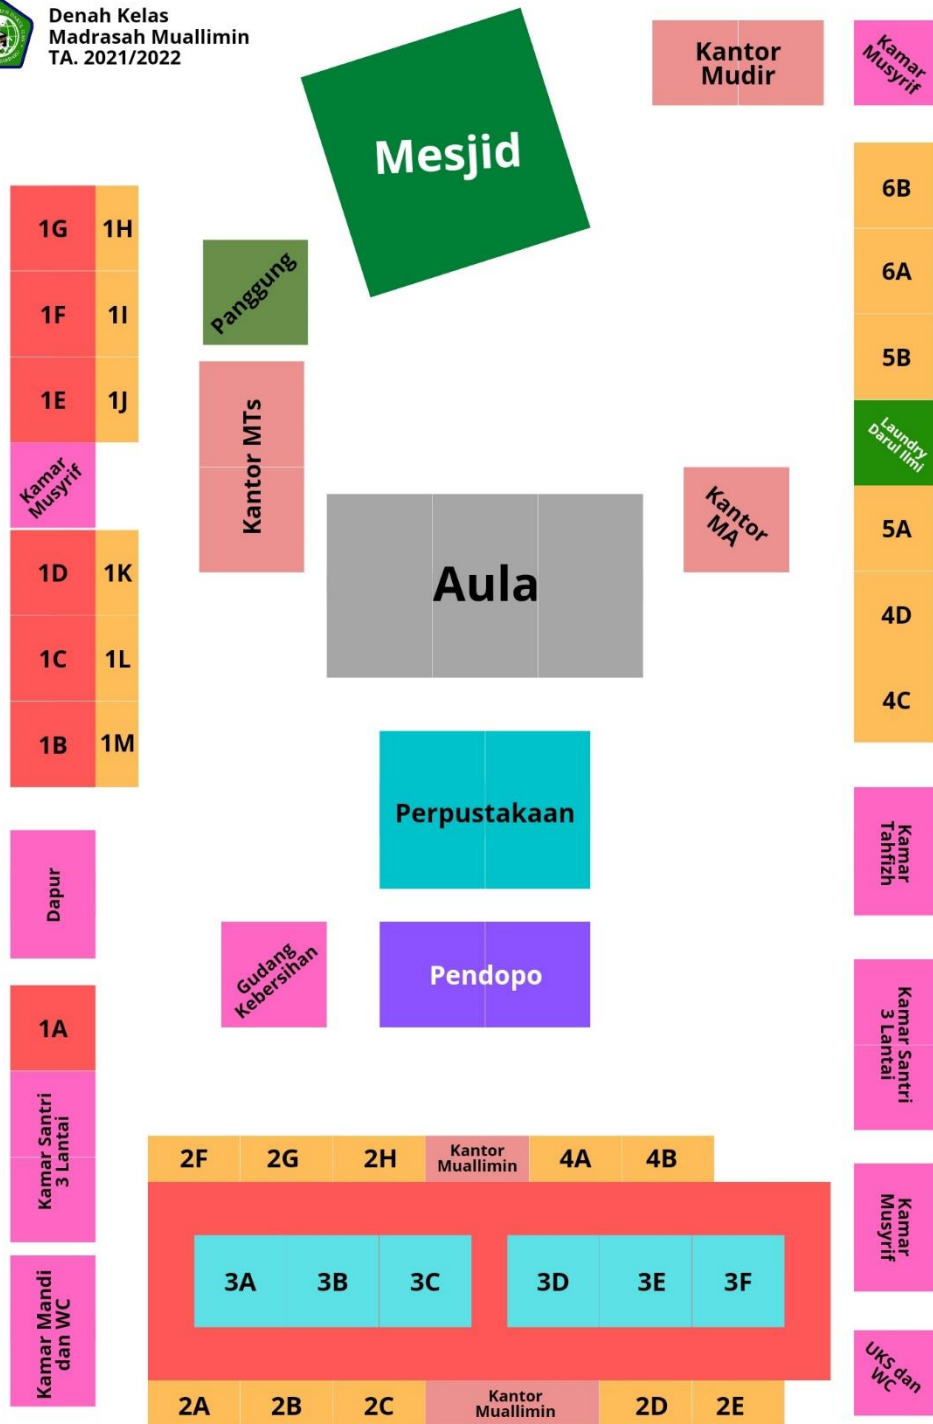 Denah Kelas
Madrasah Muallimin
TA. 2021/2022
Kantor
Mudir
Kamar
Musyrif
Mesjid
6B
6A
5B
Laundry
Darul Ilmi
5A
4D
4C
1G 1H
1F 1I
1E 1J
Kamar
Musyrif
1D 1K
1C 1L
1B 1M
Panggung
Kantor MTs
Kantor
MA
Aula
Perpustakaan
Pendopo
Gudang
Kebersihan
Dapur
1A
Kamar Santri
3 Lantai
Kamar Mandi
dan WC
Kamar
Tahfizh
Kamar Santri
3 Lantai
Kamar
Musyrif
UKS dan
WC
2F 2G 2H
Kantor
Muallimin
4A 4B
3A 3B 3C 3D 3E 3F
2A 2B 2C
Kantor
Muallimin
2D 2E